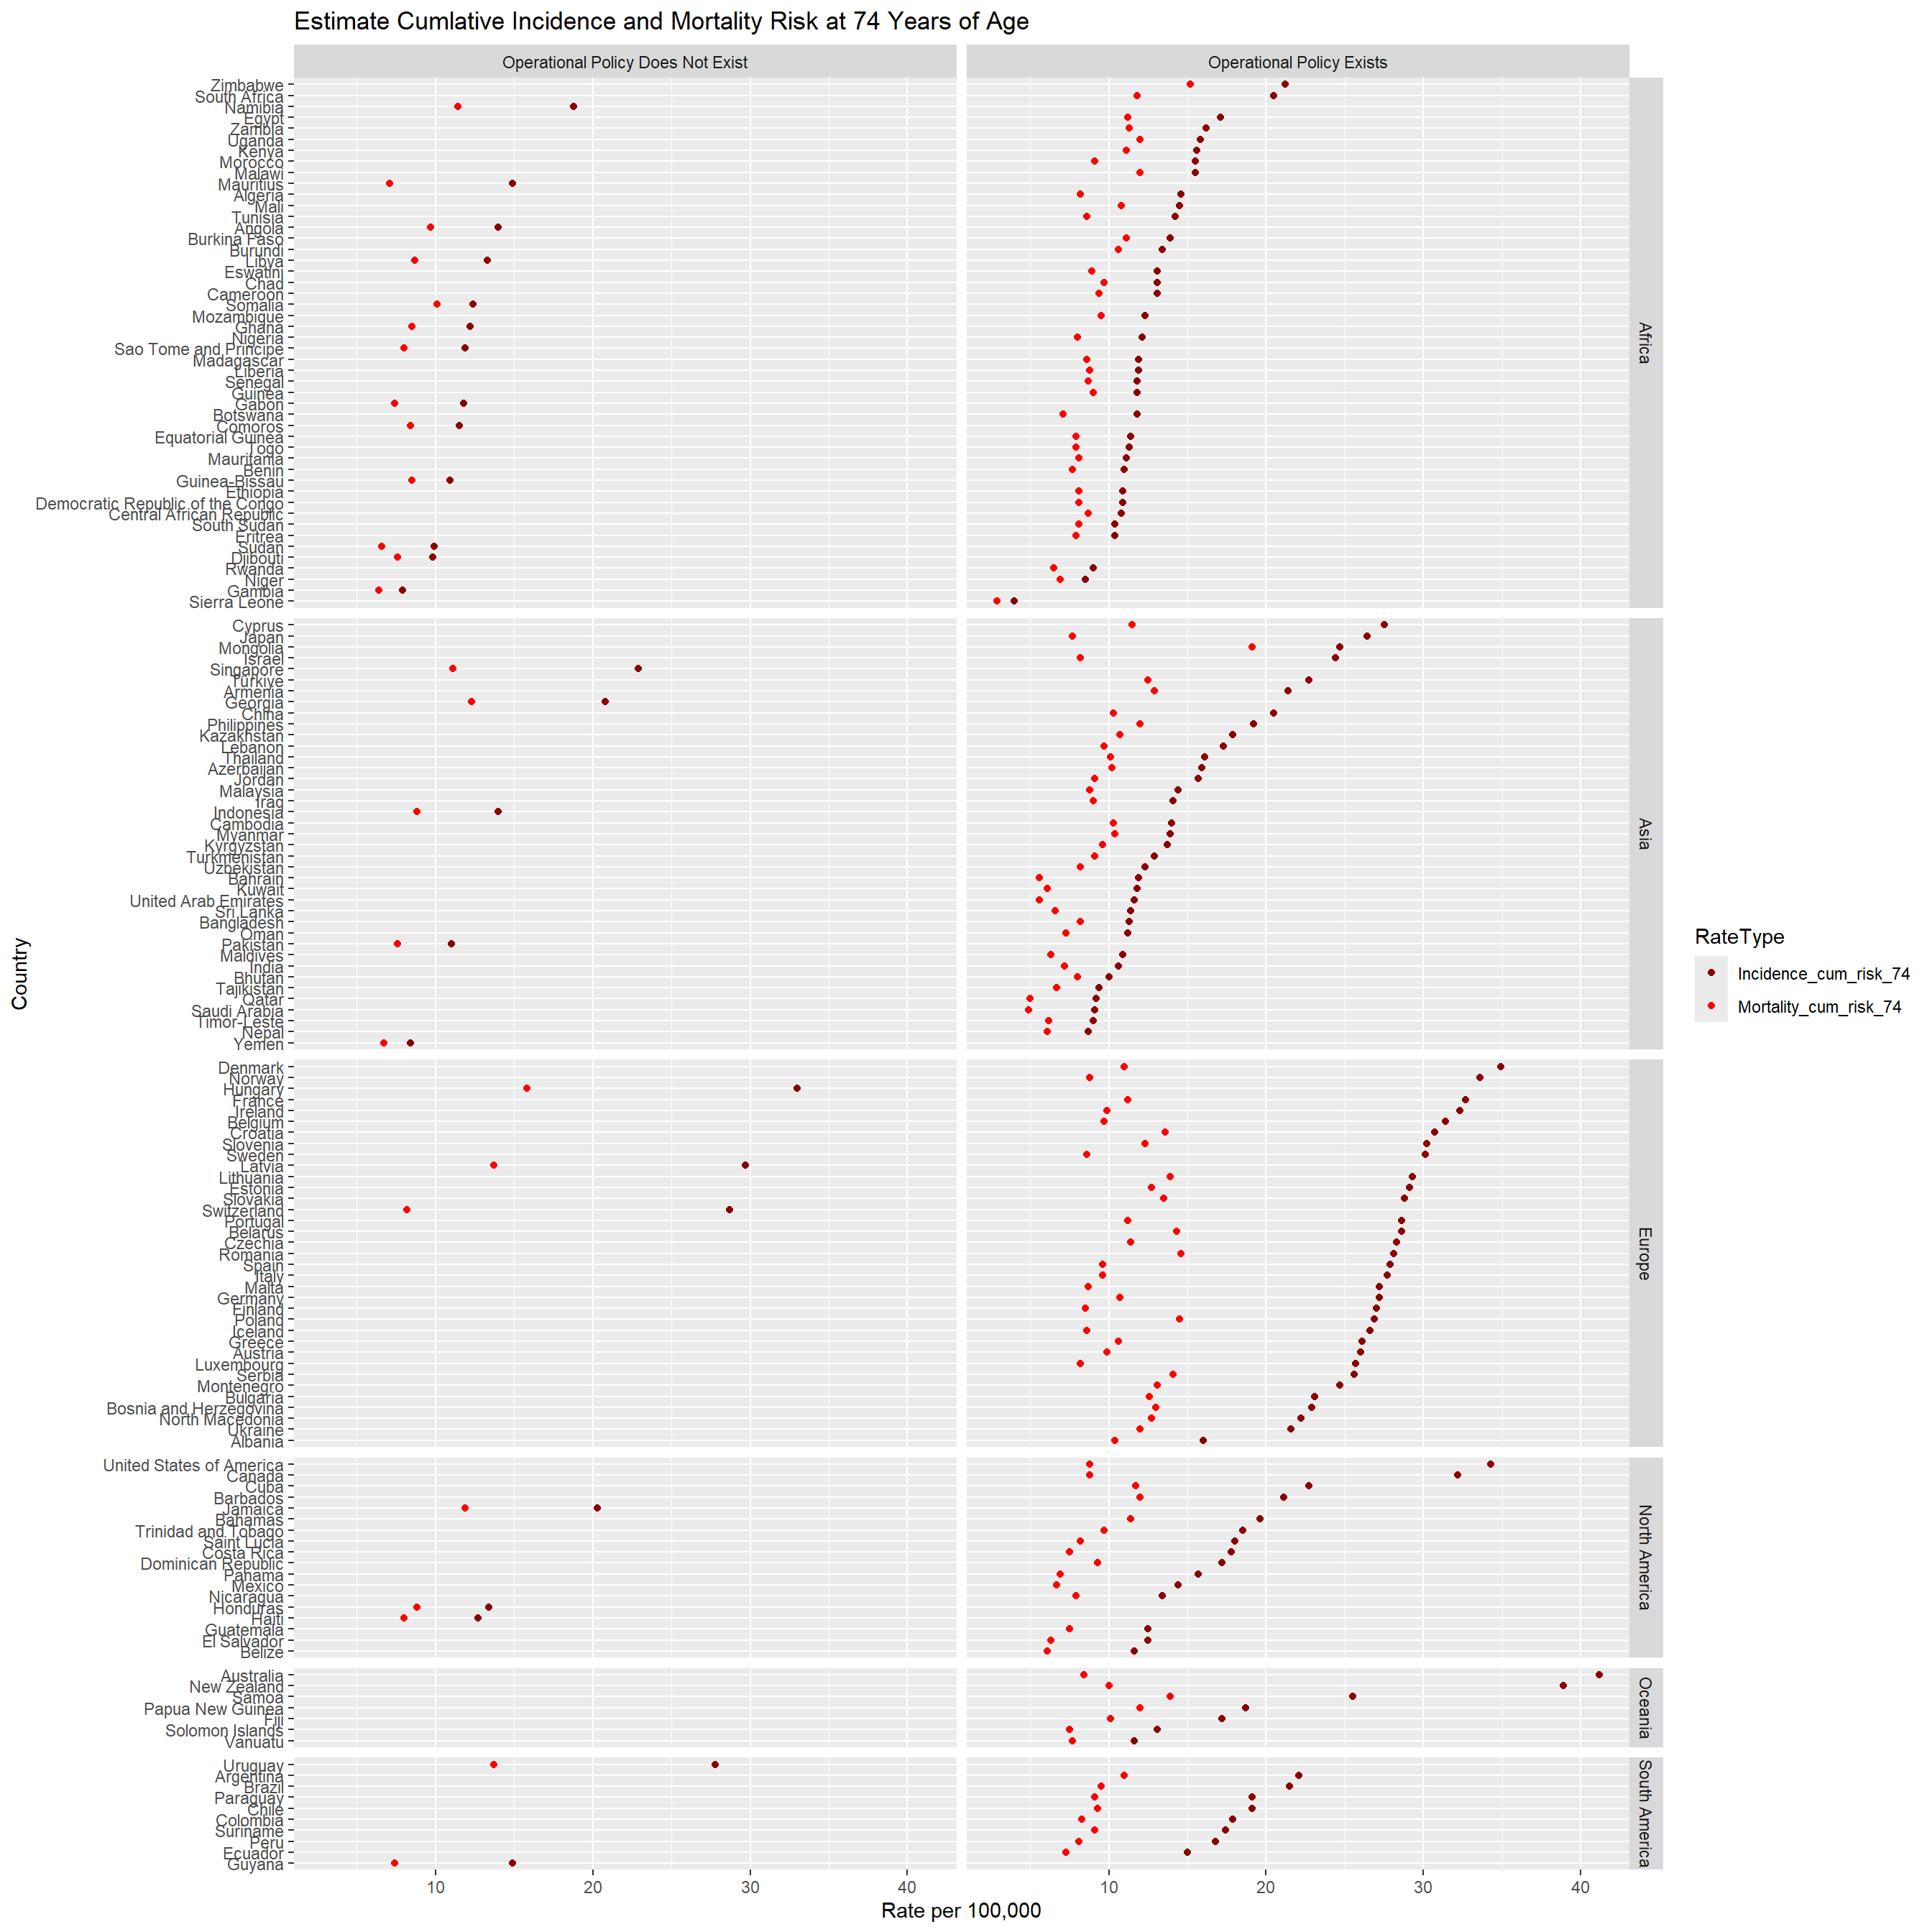 Estimate Cumlative Incidence and Mortality Risk at 74 Years of Age
Operational Policy Does Not Exist
Operational Policy Exists
Zimbabwe
South Africa
Namibia
Egypt
Zambia
Uganda
Kenya
Morocco
Malawi
Mauritius
Algeria
Mali
Tunisia
Angola
Burkina Faso
Burundi
Libya
Eswatini
Chad
Cameroon
Somalia
Mozambique
Ghana
Nigeria
Sao Tome and Principe
Madagascar
Liberia
Senegal
Guinea
Gabon
Botswana
Comoros
Equatorial Guinea
Togo
Mauritania
Benin
Guinea-Bissau
Ethiopia
Democratic Republic of the Congo
Central African Republic
South Sudan
Eritrea
Sudan
Djibouti
Rwanda
Niger
Gambia
Sierra Leone
Africa
Cyprus
Japan
Mongolia
Israel
Singapore
Türkiye
Armenia
Georgia
China
Philippines
Kazakhstan
Lebanon
Thailand
Azerbaijan
Jordan
Malaysia
Iraq
Indonesia
Cambodia
Myanmar
Kyrgyzstan
Turkmenistan
Uzbekistan
Bahrain
Kuwait
United Arab Emirates
Sri Lanka
Bangladesh
Oman
Pakistan
Maldives
India
Bhutan
Tajikistan
Qatar
Saudi Arabia
Timor-Leste
Nepal
Yemen
Asia
Denmark
Norway
Hungary
France
Ireland
Belgium
Croatia
Slovenia
Sweden
Latvia
Lithuania
Estonia
Slovakia
Switzerland
Portugal
Belarus
Czechia
Romania
Spain
Italy
Malta
Germany
Finland
Poland
Iceland
Greece
Austria
Luxembourg
Serbia
Montenegro
Bulgaria
Bosnia and Herzegovina
North Macedonia
Ukraine
Albania
Europe
United States of America
Canada
Cuba
Barbados
Jamaica
Bahamas
Trinidad and Tobago
Saint Lucia
Costa Rica
Dominican Republic
Panama
Mexico
Nicaragua
Honduras
Haiti
Guatemala
El Salvador
Belize
North America
Australia
New Zealand
Samoa
Papua New Guinea
Fiji
Solomon Islands
Vanuatu
Oceania
Uruguay
Argentina
Brazil
Paraguay
Chile
Colombia
Suriname
Peru
Ecuador
Guyana
South America
10 20 30 40
10 20 30 40
Rate per 100,000
Country
RateType
Incidence_cum_risk_74
Mortality_cum_risk_74